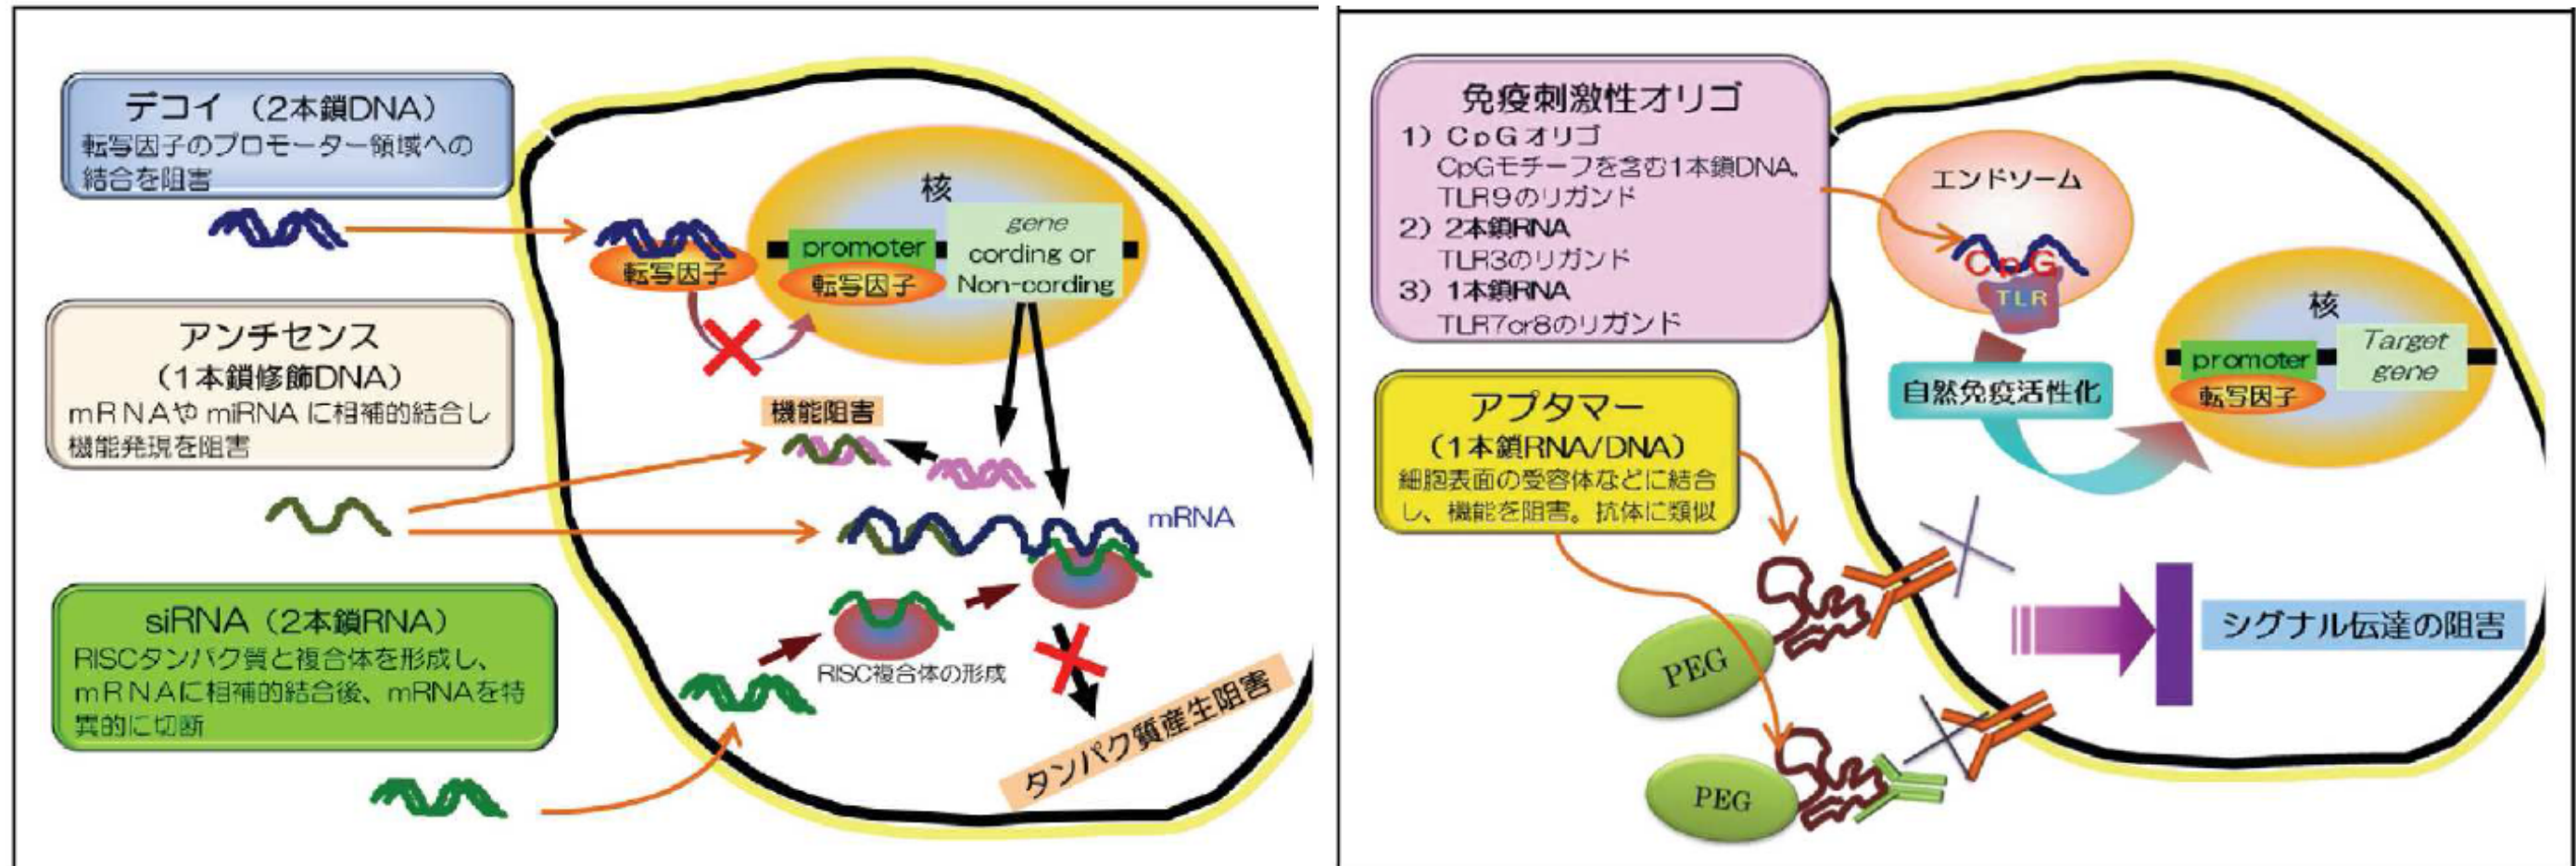 デコイ (2本鎖DNA)
転写因子のプロモーター領域への
結合を阻害
アンチセンス
(1本鎖修飾DNA)
mRNAや miRNA に相補的結合し
機能発現を阻害
siRNA (2本鎖RNA)
RISCタンパク質と複合体を形成し、
mRNAに相補的結合後、mRNAを特
異的に切断
核
gene
cording or
Non-cording
promoter
転写因子
転写因子
機能阻害
mRNA
RISC複合体の形成
タンパク質産生阻害
免疫刺激性オリゴ
1) CpGオリゴ
CpGモチーフを含む1本鎖DNA.
TLR9のリガンド
2) 2本鎖RNA
TLR3のリガンド
3) 1本鎖RNA
TLR7or8のリガンド
アプタマー
(1本鎖RNA/DNA)
細胞表面の受容体などに結合
し、機能を阻害。抗体に類似
エンドソーム
CpG
TLR
自然免疫活性化
核
promoter
転写因子
Target
gene
PEG
PEG
シグナル伝達の阻害